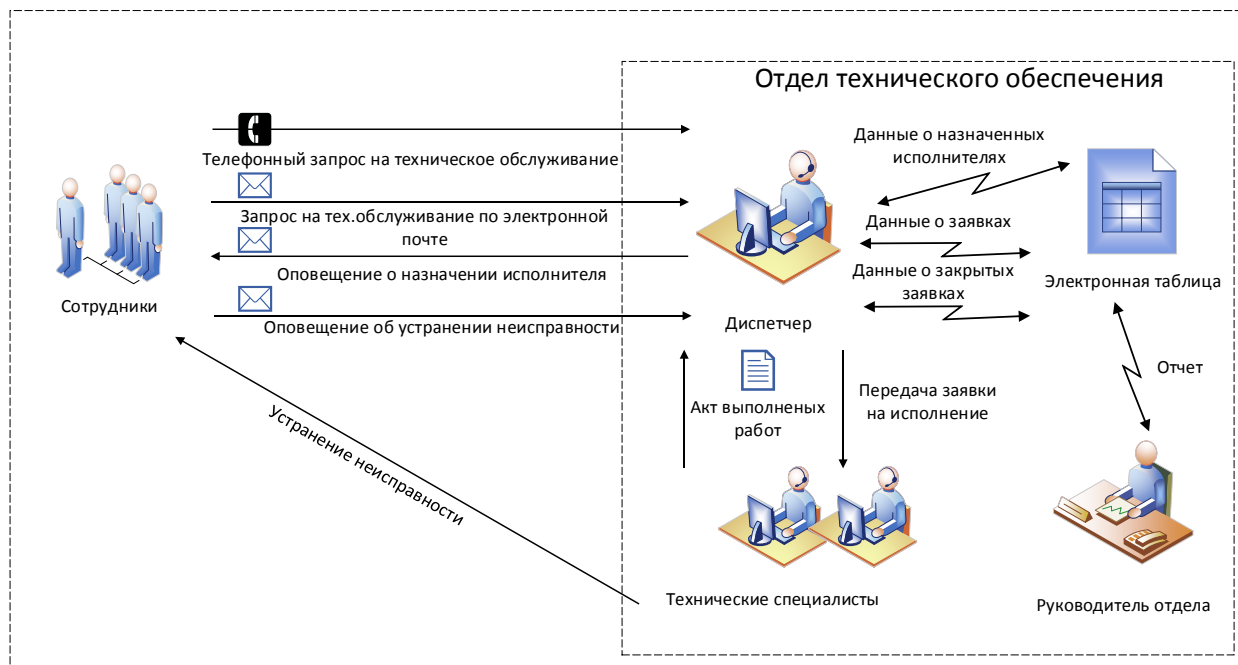 Отдел технического обеспечения
Телефонный запрос на техническое обслуживание
Запрос на тех.обслуживание по электронной
почте
Оповещение о назначении исполнителя
Оповещение об устранении неисправности
Сотрудники
Данные о назначенных
исполнителях
Данные о заявках
Данные о закрытых
заявках
Электронная таблица
Диспетчер
Отчет
Акт выполненых
работ
Передача заявки
на исполнение
Устранение неисправности
Технические специалисты
Руководитель отдела